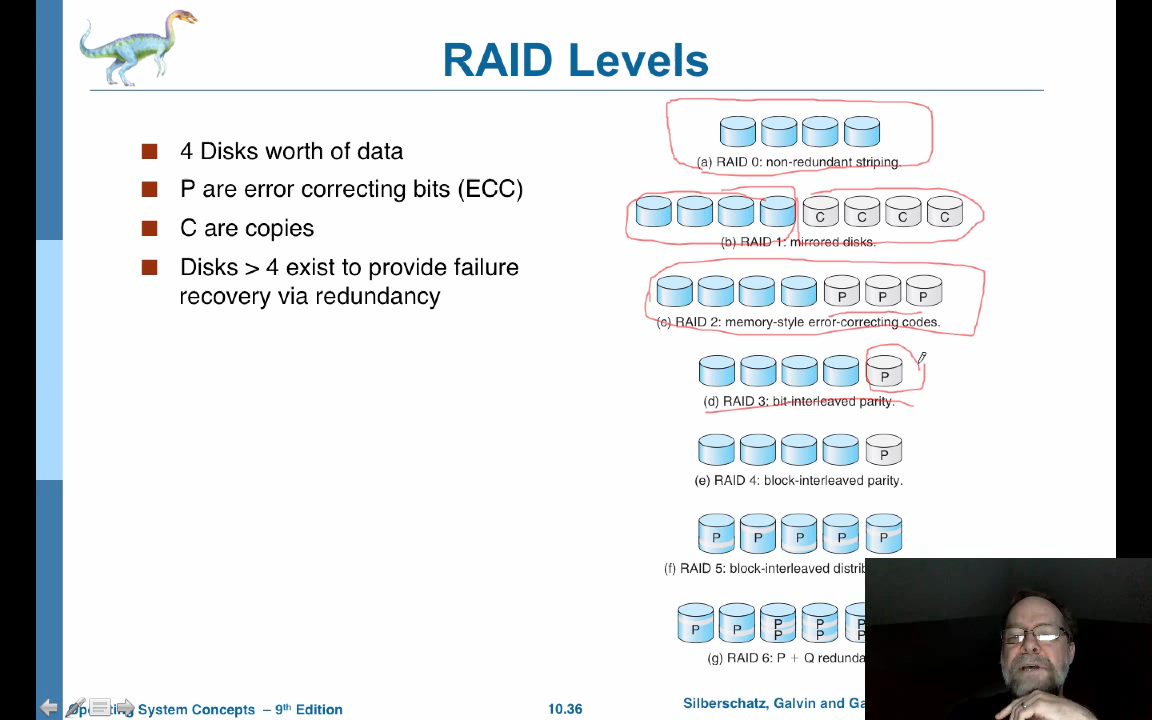 RAID Levels
4 Disks worth of data
P are error correcting bits (ECC)
C are copies
Disks > 4 exist to provide failure
recovery via redundancy
(a) RAID 0: non-redundant striping.
C C C C
(b) RAID 1: mirrored disks.
P P P
(c) RAID 2: memory-style error-correcting codes.
P
(d) RAID 3: bit-interleaved parity.
P
(e) RAID 4: block-interleaved parity.
P P P P P
(f) RAID 5: block-interleaved distrib
P P P P P P
P P P
(g) RAID 6: P + Q redunda
System Concepts – 9th Edition
10.36
Silberschatz, Galvin and Ga